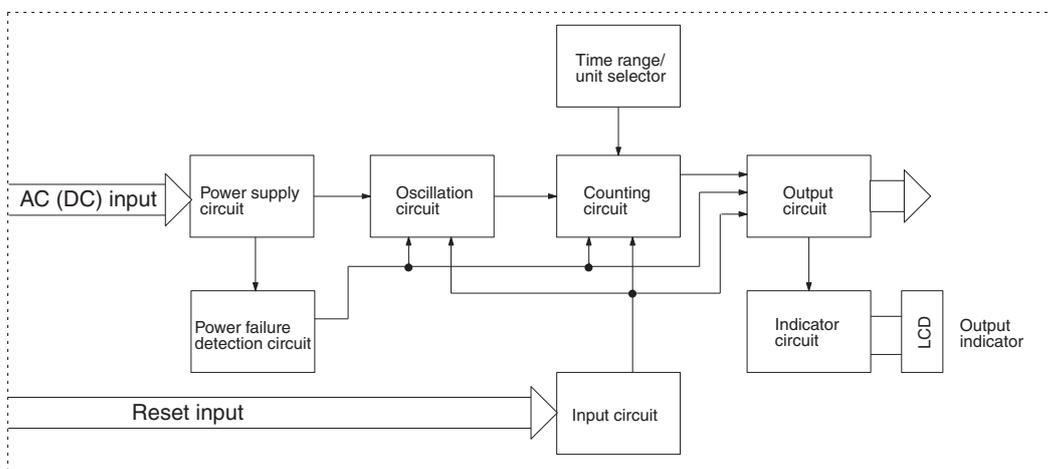 Time range/
unit selector
AC (DC) input
Power supply
circuit
Oscillation
circuit
Counting
circuit
Output
circuit
Power failure
detection circuit
Indicator
circuit
LCD
Output
indicator
Reset input
Input circuit